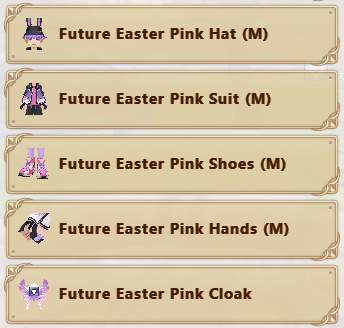 Future Easter Pink Hat (M)
Future Easter Pink Suit (M)
Future Easter Pink Shoes (M)
Future Easter Pink Hands (M)
Future Easter Pink Cloak